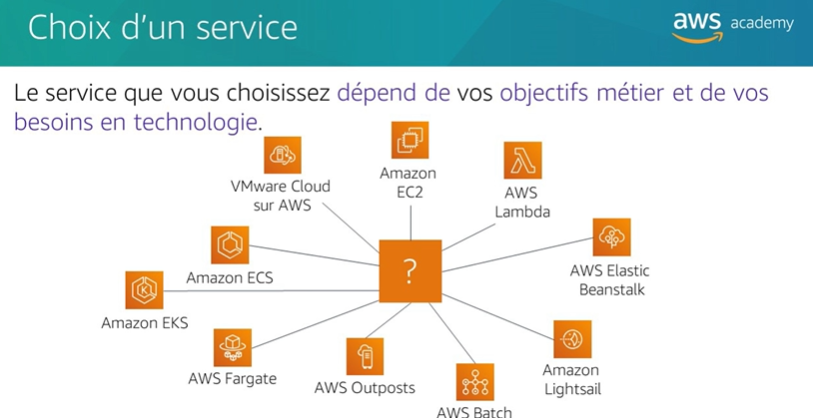 Choix d'un service
aws academy
Le service que vous choisissez dépend de vos objectifs métier et de vos
besoins en technologie.
VMware Cloud
sur AWS
Amazon
EC2
AWS
Lambda
Amazon ECS
?
AWS Elastic
Beanstalk
K
Amazon EKS
AWS Fargate
AWS Outposts
AWS Batch
Amazon
Lightsail